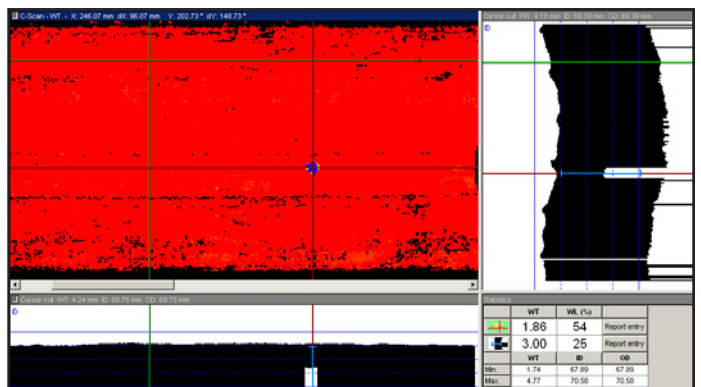 C-Scan - WT - X: 246.07 mm dX: 96.07 mm Y: 202.73 ° dY: 148.73 °
Cursor cut WT: 4.18 mm ID: 69.39 mm OD: 69.39 mm
ID
Cursor cut WT: 4.24 mm ID: 69.75 mm OD: 69.75 mm
ID
Statistics
WT WL (%)
1.86 54 Report entry
3.00 25 Report entry
WT ID OD
Min. 1.74 67.89 67.89
Max. 4.77 70.58 70.58